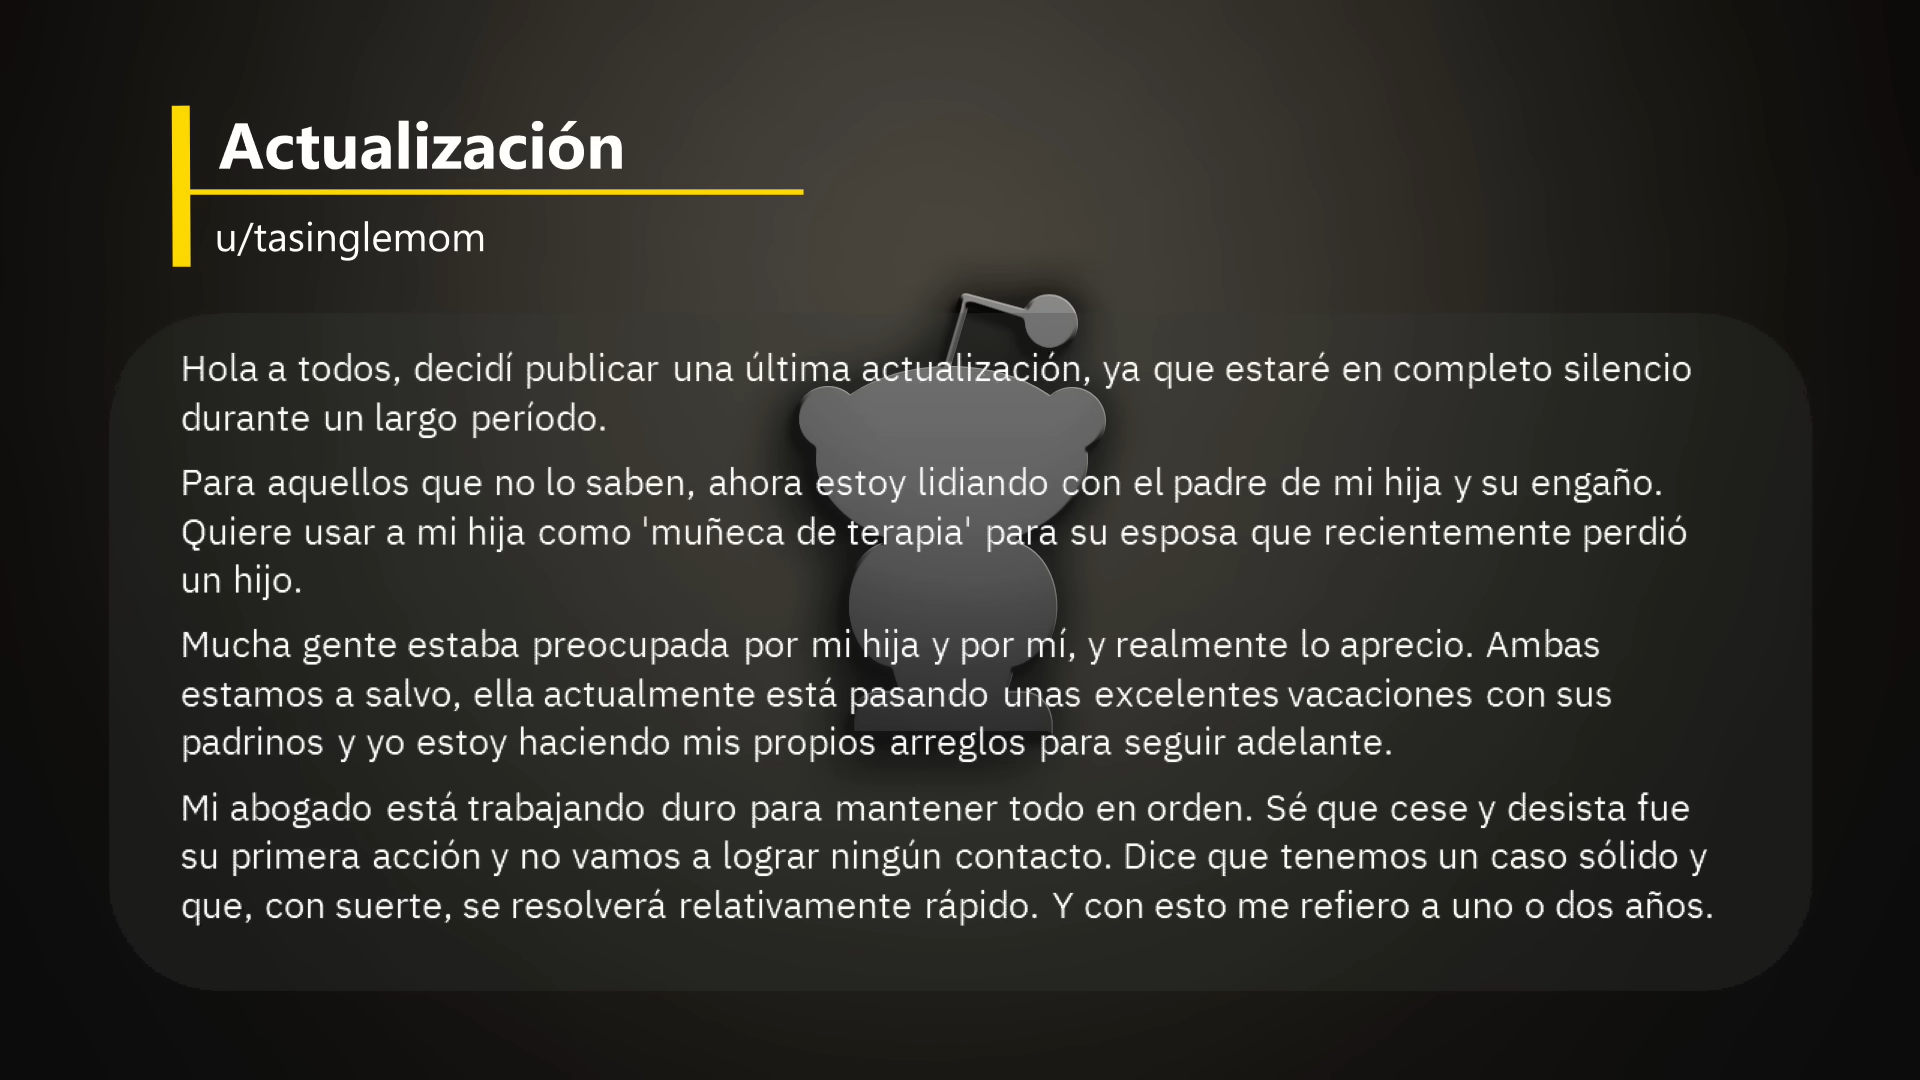 Actualización
u/tasinglemom
Hola a todos, decidí publicar una última actualización, ya que estaré en completo silencio
durante un largo período.
Para aquellos que no lo saben, ahora estoy lidiando con el padre de mi hija y su engaño.
Quiere usar a mi hija como 'muñeca de terapia' para su esposa que recientemente perdió
un hijo.
Mucha gente estaba preocupada por mi hija y por mí, y realmente lo aprecio. Ambas
estamos a salvo, ella actualmente está pasando unas excelentes vacaciones con sus
padrinos y yo estoy haciendo mis propios arreglos para seguir adelante.
Mi abogado está trabajando duro para mantener todo en orden. Sé que cese y desista fue
su primera acción y no vamos a lograr ningún contacto. Dice que tenemos un caso sólido y
que, con suerte, se resolverá relativamente rápido. Y con esto me refiero a uno o dos años.